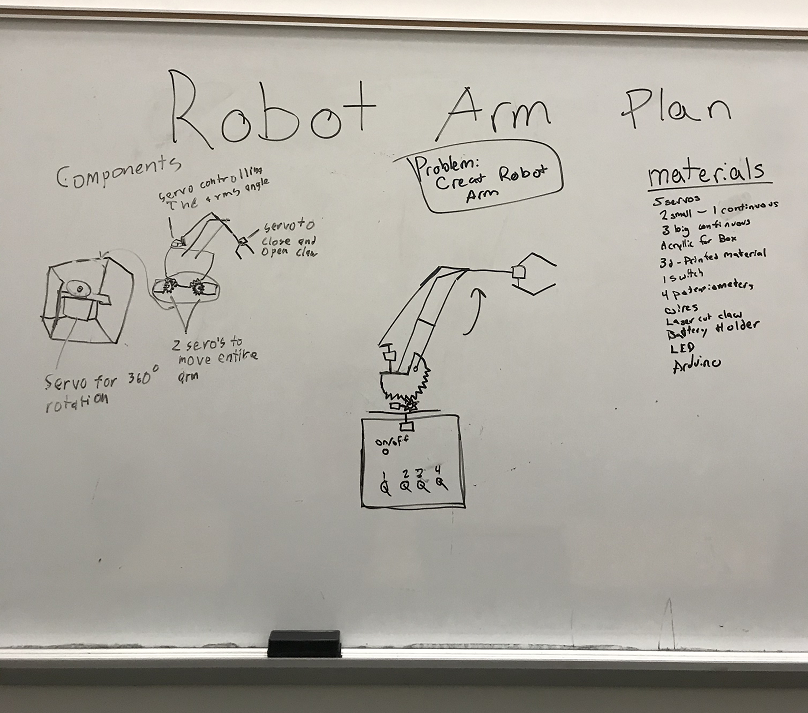 Robot Arm Plan
Components
servo controlling
The arms angle
servo to
close and
open claw
2 servo's to
move entire
arm
Servo for 360°
rotation
Problem:
Creat Robot
Arm
on/off
1 2 3 4
materials
5 servos
2 small - 1 continuous
3 big continuous
Acryllic for Box
3d-Printed material
1 switch
4 poteniometers
wires
Laser cut claw
Battery Holder
LED
Arduino